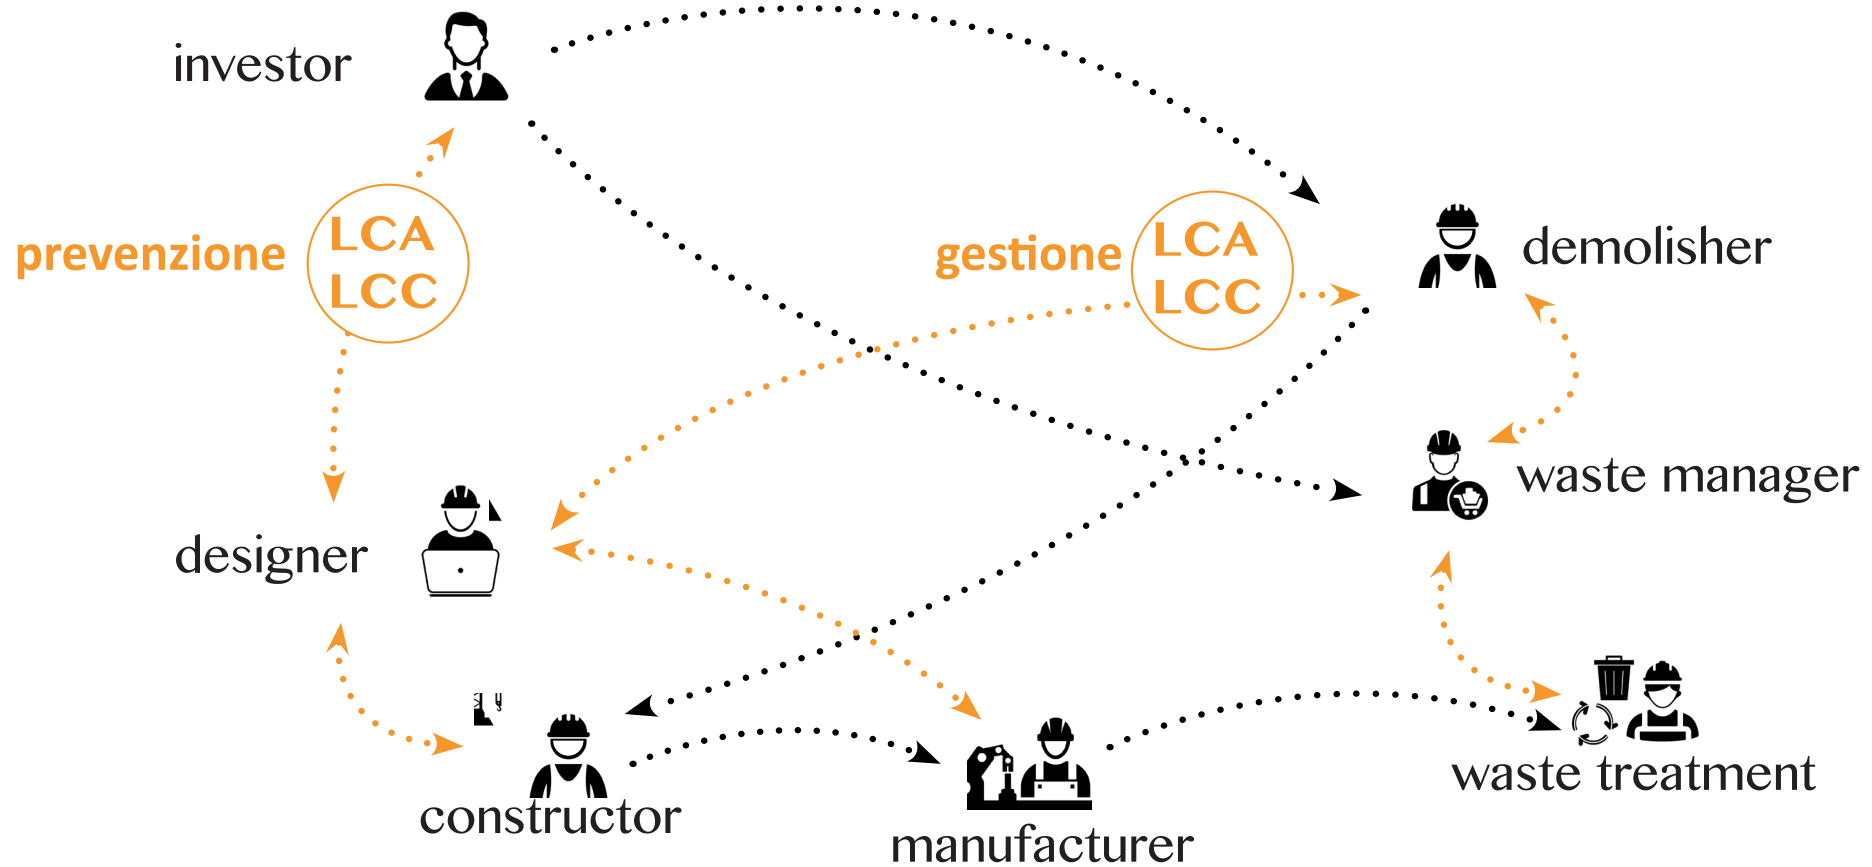 investor
prevenzione
LCA
LCC
gestione
LCA
LCC
demolisher
waste manager
designer
constructor
manufacturer
waste treatment